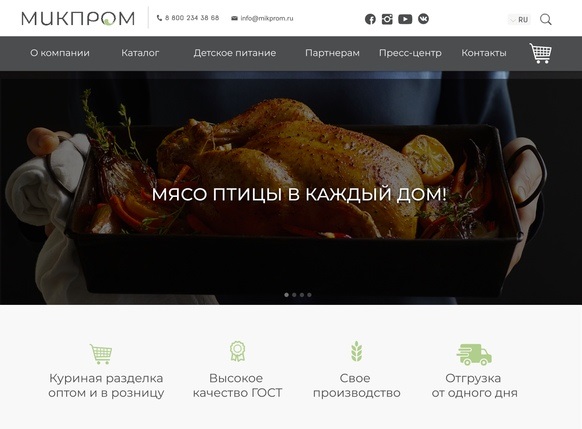 МИКПРОМ
8 800 234 38 68
info@mikprom.ru
RU
О компании Каталог Детское питание Партнерам Пресс-центр Контакты
МЯСО ПТИЦЫ В КАЖДЫЙ ДОМ!
Куриная разделка
оптом и в розницу
Высокое
качество ГОСТ
Свое
производство
Отгрузка
от одного дня